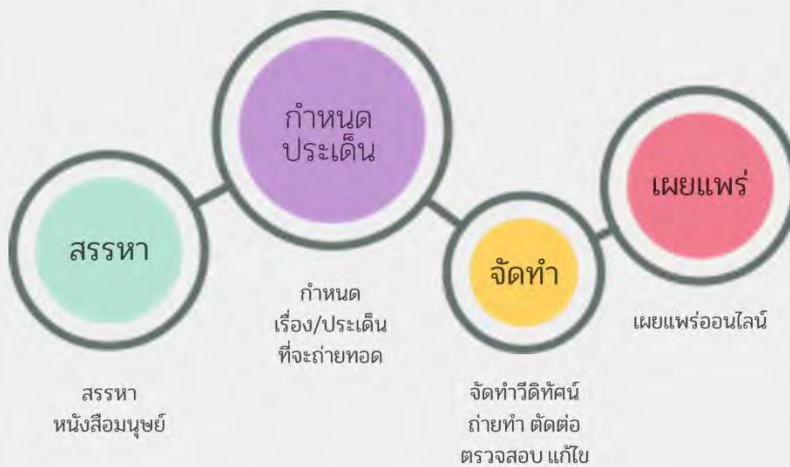 สรรหา
สรรหา
หนังสือมนุษย์
กำหนด
ประเด็น
กำหนด
เรื่อง/ประเด็น
ที่จะถ่ายทอด
จัดทำ
จัดทำวีดิทัศน์
ถ่ายทำ ตัดต่อ
ตรวจสอบ แก้ไข
เผยแพร่
เผยแพร่ออนไลน์